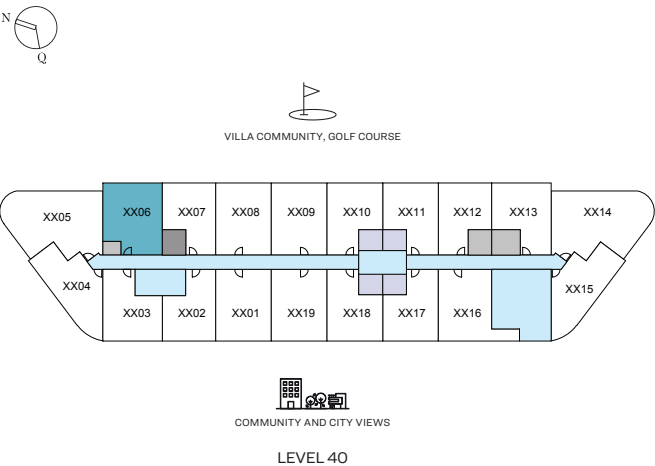 N
Q
VILLA COMMUNITY, GOLF COURSE
XX05
XX06
XX07
XX08
XX09
XX10
XX11
XX12
XX13
XX14
XX04
XX03
XX02
XX01
XX19
XX18
XX17
XX16
XX15
COMMUNITY AND CITY VIEWS
LEVEL 40